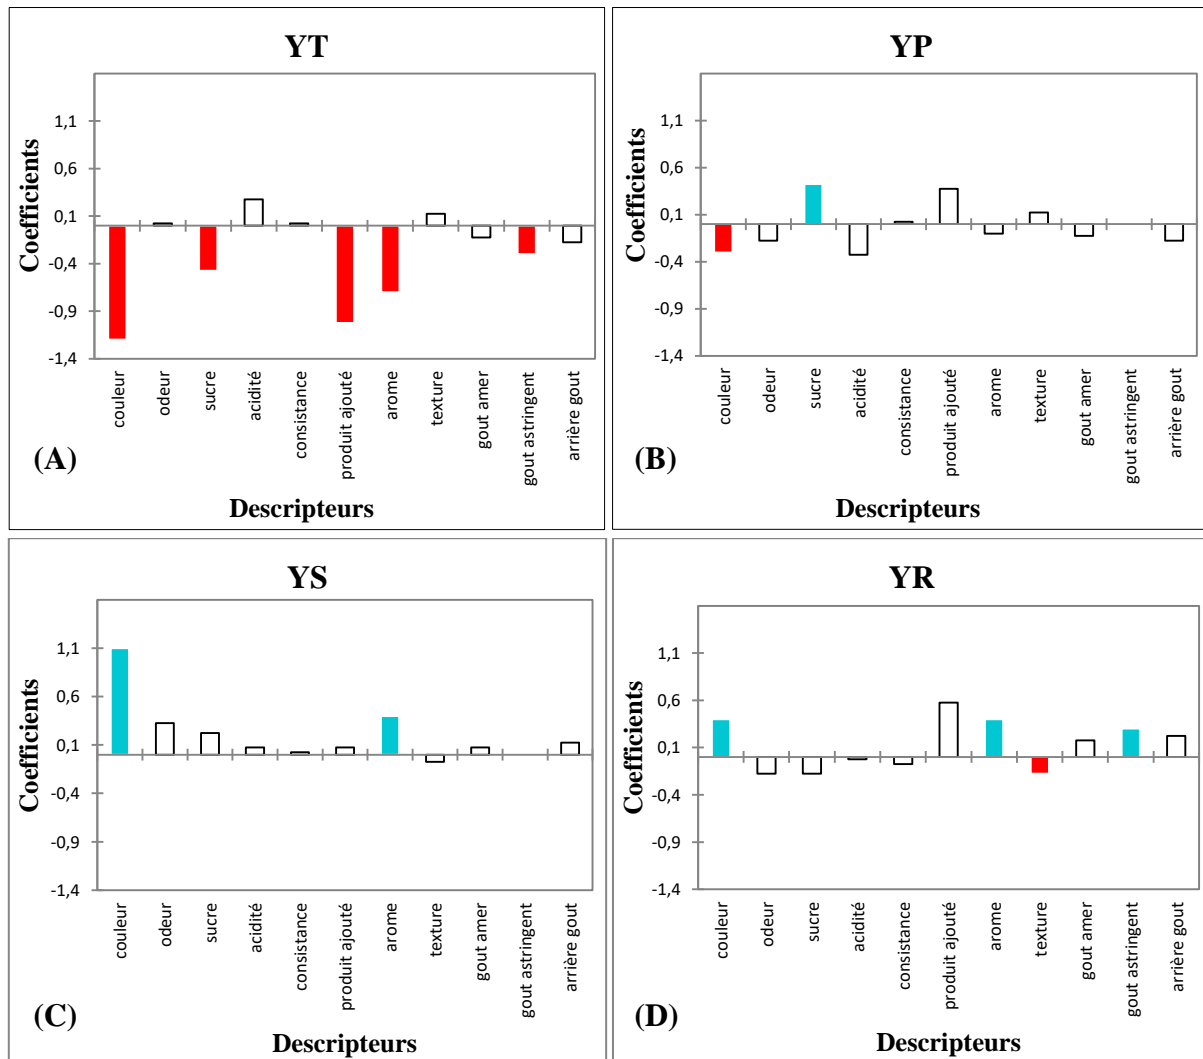 YT
Coefficients
1,1
0,6
0,1
-0,4
-0,9
-1,4
couleur
odeur
sucre
acidité
consistance
produit ajouté
arome
texture
gout amer
gout astringent
arrière gout
(A)
Descripteurs
YP
Coefficients
1,1
0,6
0,1
-0,4
-0,9
-1,4
couleur
odeur
sucre
acidité
consistance
produit ajouté
arome
texture
gout amer
gout astringent
arrière gout
(B)
Descripteurs
YS
Coefficients
1,1
0,6
0,1
-0,4
-0,9
-1,4
couleur
odeur
sucre
acidité
consistance
produit ajouté
arome
texture
gout amer
gout astringent
arrière gout
(C)
Descripteurs
YR
Coefficients
1,1
0,6
0,1
-0,4
-0,9
-1,4
couleur
odeur
sucre
acidité
consistance
produit ajouté
arome
texture
gout amer
gout astringent
arrière gout
(D)
Descripteurs